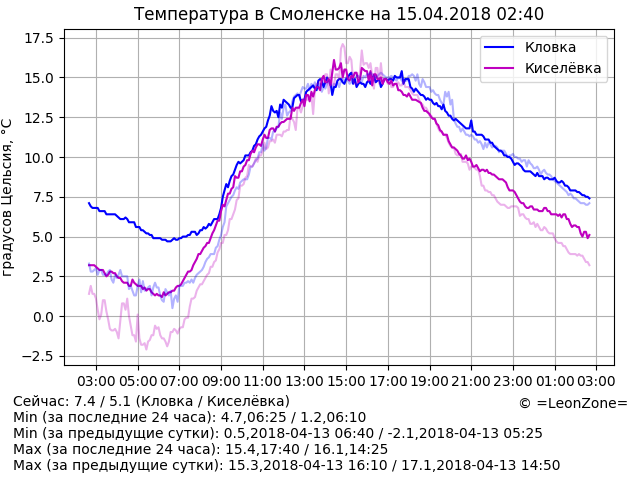 Температура в Смоленске на 15.04.2018 02:40
градусов Цельсия, °C
17.5
15.0
12.5
10.0
7.5
5.0
2.5
0.0
−2.5
Кловка
Киселёвка
03:00 05:00 07:00 09:00 11:00 13:00 15:00 17:00 19:00 21:00 23:00 01:00 03:00
Сейчас: 7.4 / 5.1 (Кловка / Киселёвка)
© =LeonZone=
Min (за последние 24 часа): 4.7,06:25 / 1.2,06:10
Min (за предыдущие сутки): 0.5,2018-04-13 06:40 / -2.1,2018-04-13 05:25
Max (за последние 24 часа): 15.4,17:40 / 16.1,14:25
Max (за предыдущие сутки): 15.3,2018-04-13 16:10 / 17.1,2018-04-13 14:50